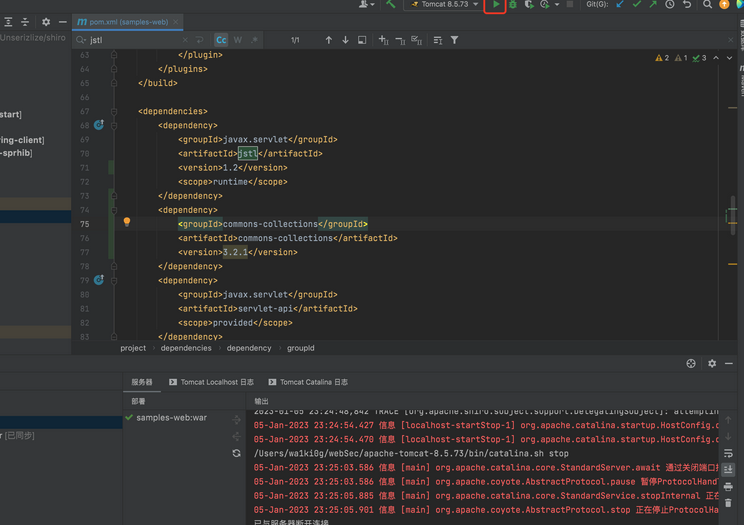 Tomcat 8.5.73
Git(G):
pom.xml (samples-web)
Unserizlize/shiro
jstl
Cc
W
1/1
2
1
3
start]
ring-client]
-sprhib]
63 </plugin>
64 </plugins>
65 </build>
66
67 <dependencies>
68 <dependency>
69 <groupId>javax.servlet</groupId>
70 <artifactId>jstl</artifactId>
71 <version>1.2</version>
72 <scope>runtime</scope>
73 </dependency>
74 <dependency>
75 <groupId>commons-collections</groupId>
76 <artifactId>commons-collections</artifactId>
77 <version>3.2.1</version>
78 </dependency>
79 <dependency>
80 <groupId>javax.servlet</groupId>
81 <artifactId>servlet-api</artifactId>
82 <scope>provided</scope>
83 </dependency>
project › dependencies › dependency › groupId
服务器
Tomcat Localhost 日志
Tomcat Catalina 日志
部署
输出
samples-web:war
r [已同步]
2023-01-05 23:24:48,842 TRACE [org.apache.shiro.subject.support.DelegatingSubject]: attemptin
05-Jan-2023 23:24:54.427 信息 [localhost-startStop-1] org.apache.catalina.startup.HostConfig.d
05-Jan-2023 23:24:54.470 信息 [localhost-startStop-1] org.apache.catalina.startup.HostConfig.d
/Users/wa1ki0g/webSec/apache-tomcat-8.5.73/bin/catalina.sh stop
05-Jan-2023 23:25:03.586 信息 [main] org.apache.catalina.core.StandardServer.await 通过关闭端口接
05-Jan-2023 23:25:03.586 信息 [main] org.apache.coyote.AbstractProtocol.pause 暂停ProtocolHandl
05-Jan-2023 23:25:05.885 信息 [main] org.apache.catalina.core.StandardService.stopInternal 正在
05-Jan-2023 23:25:05.901 信息 [main] org.apache.coyote.AbstractProtocol.stop 正在停止ProtocolHa
已与服务器断开连接